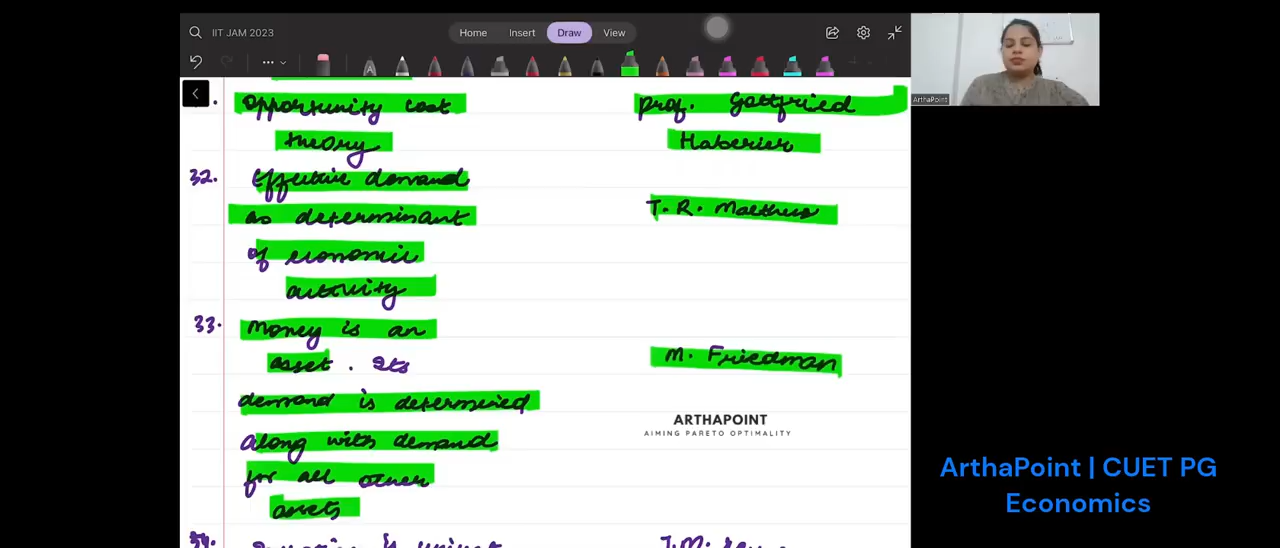 IIT JAM 2023
Home Insert Draw View
ArthaPoint
. Opportunity cost Prof. Gottfried
theory Haberler
32. Effective demand
as determinant T. R. Malthus
of economic
activity
33. Money is an
asset. Its M. Friedman
demand is determined
along with demand
for all other
assets
34.
ARTHAPOINT
AIMING PARETO OPTIMALITY
ArthaPoint | CUET PG
Economics